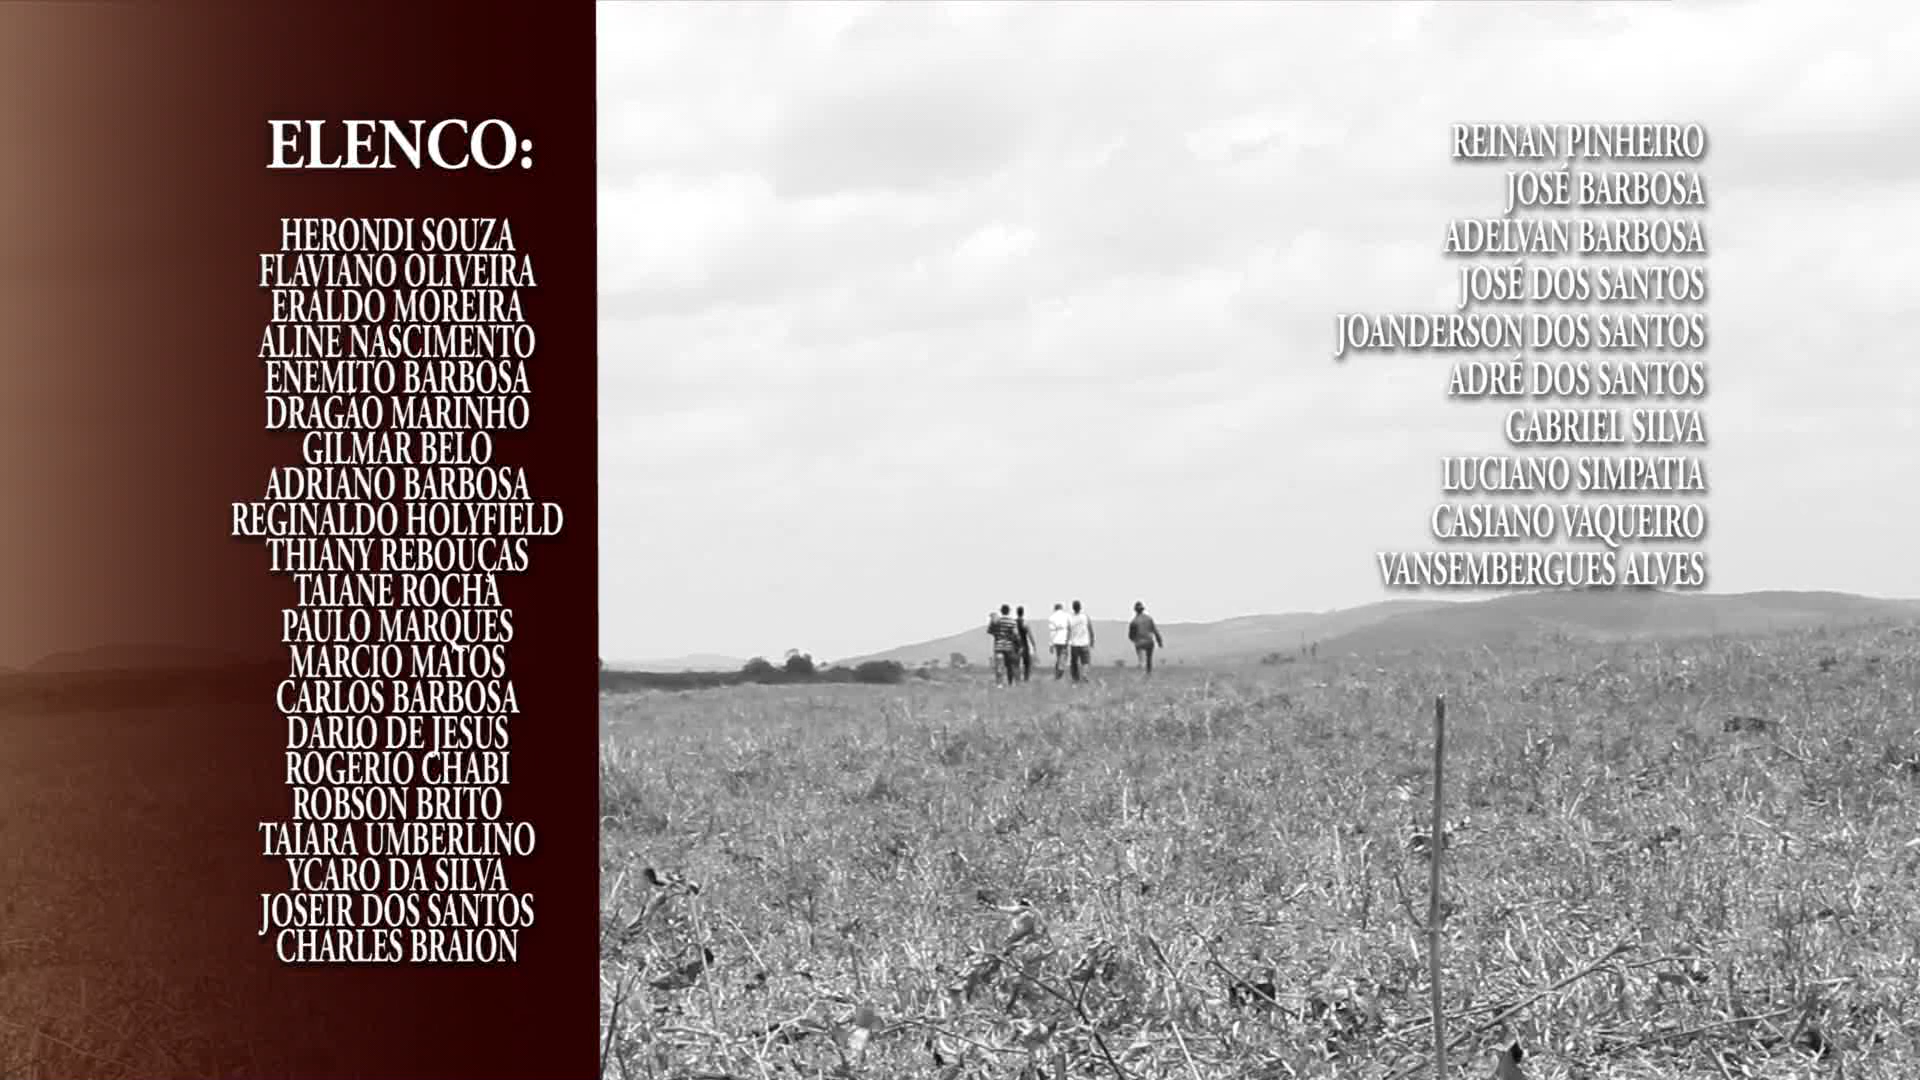 ELENCO:
HERONDI SOUZA
FLAVIANO OLIVEIRA
ERALDO MOREIRA
ALINE NASCIMENTO
ENEMITO BARBOSA
DRAGÃO MARINHO
GILMAR BELO
ADRIANO BARBOSA
REGINALDO HOLYFIELD
THIANY REBOUÇAS
TAIANE ROCHA
PAULO MARQUES
MARCIO MATOS
CARLOS BARBOSA
DARIO DE JESUS
ROGÉRIO CHABI
ROBSON BRITO
TAIARA UMBERLINO
YCARO DA SILVA
JOSEIR DOS SANTOS
CHARLES BRAION
REINAN PINHEIRO
JOSÉ BARBOSA
ADELVAN BARBOSA
JOSÉ DOS SANTOS
JOANDERSON DOS SANTOS
ADRÉ DOS SANTOS
GABRIEL SILVA
LUCIANO SIMPATIA
CASIANO VAQUEIRO
VANSEMBERGUES ALVES